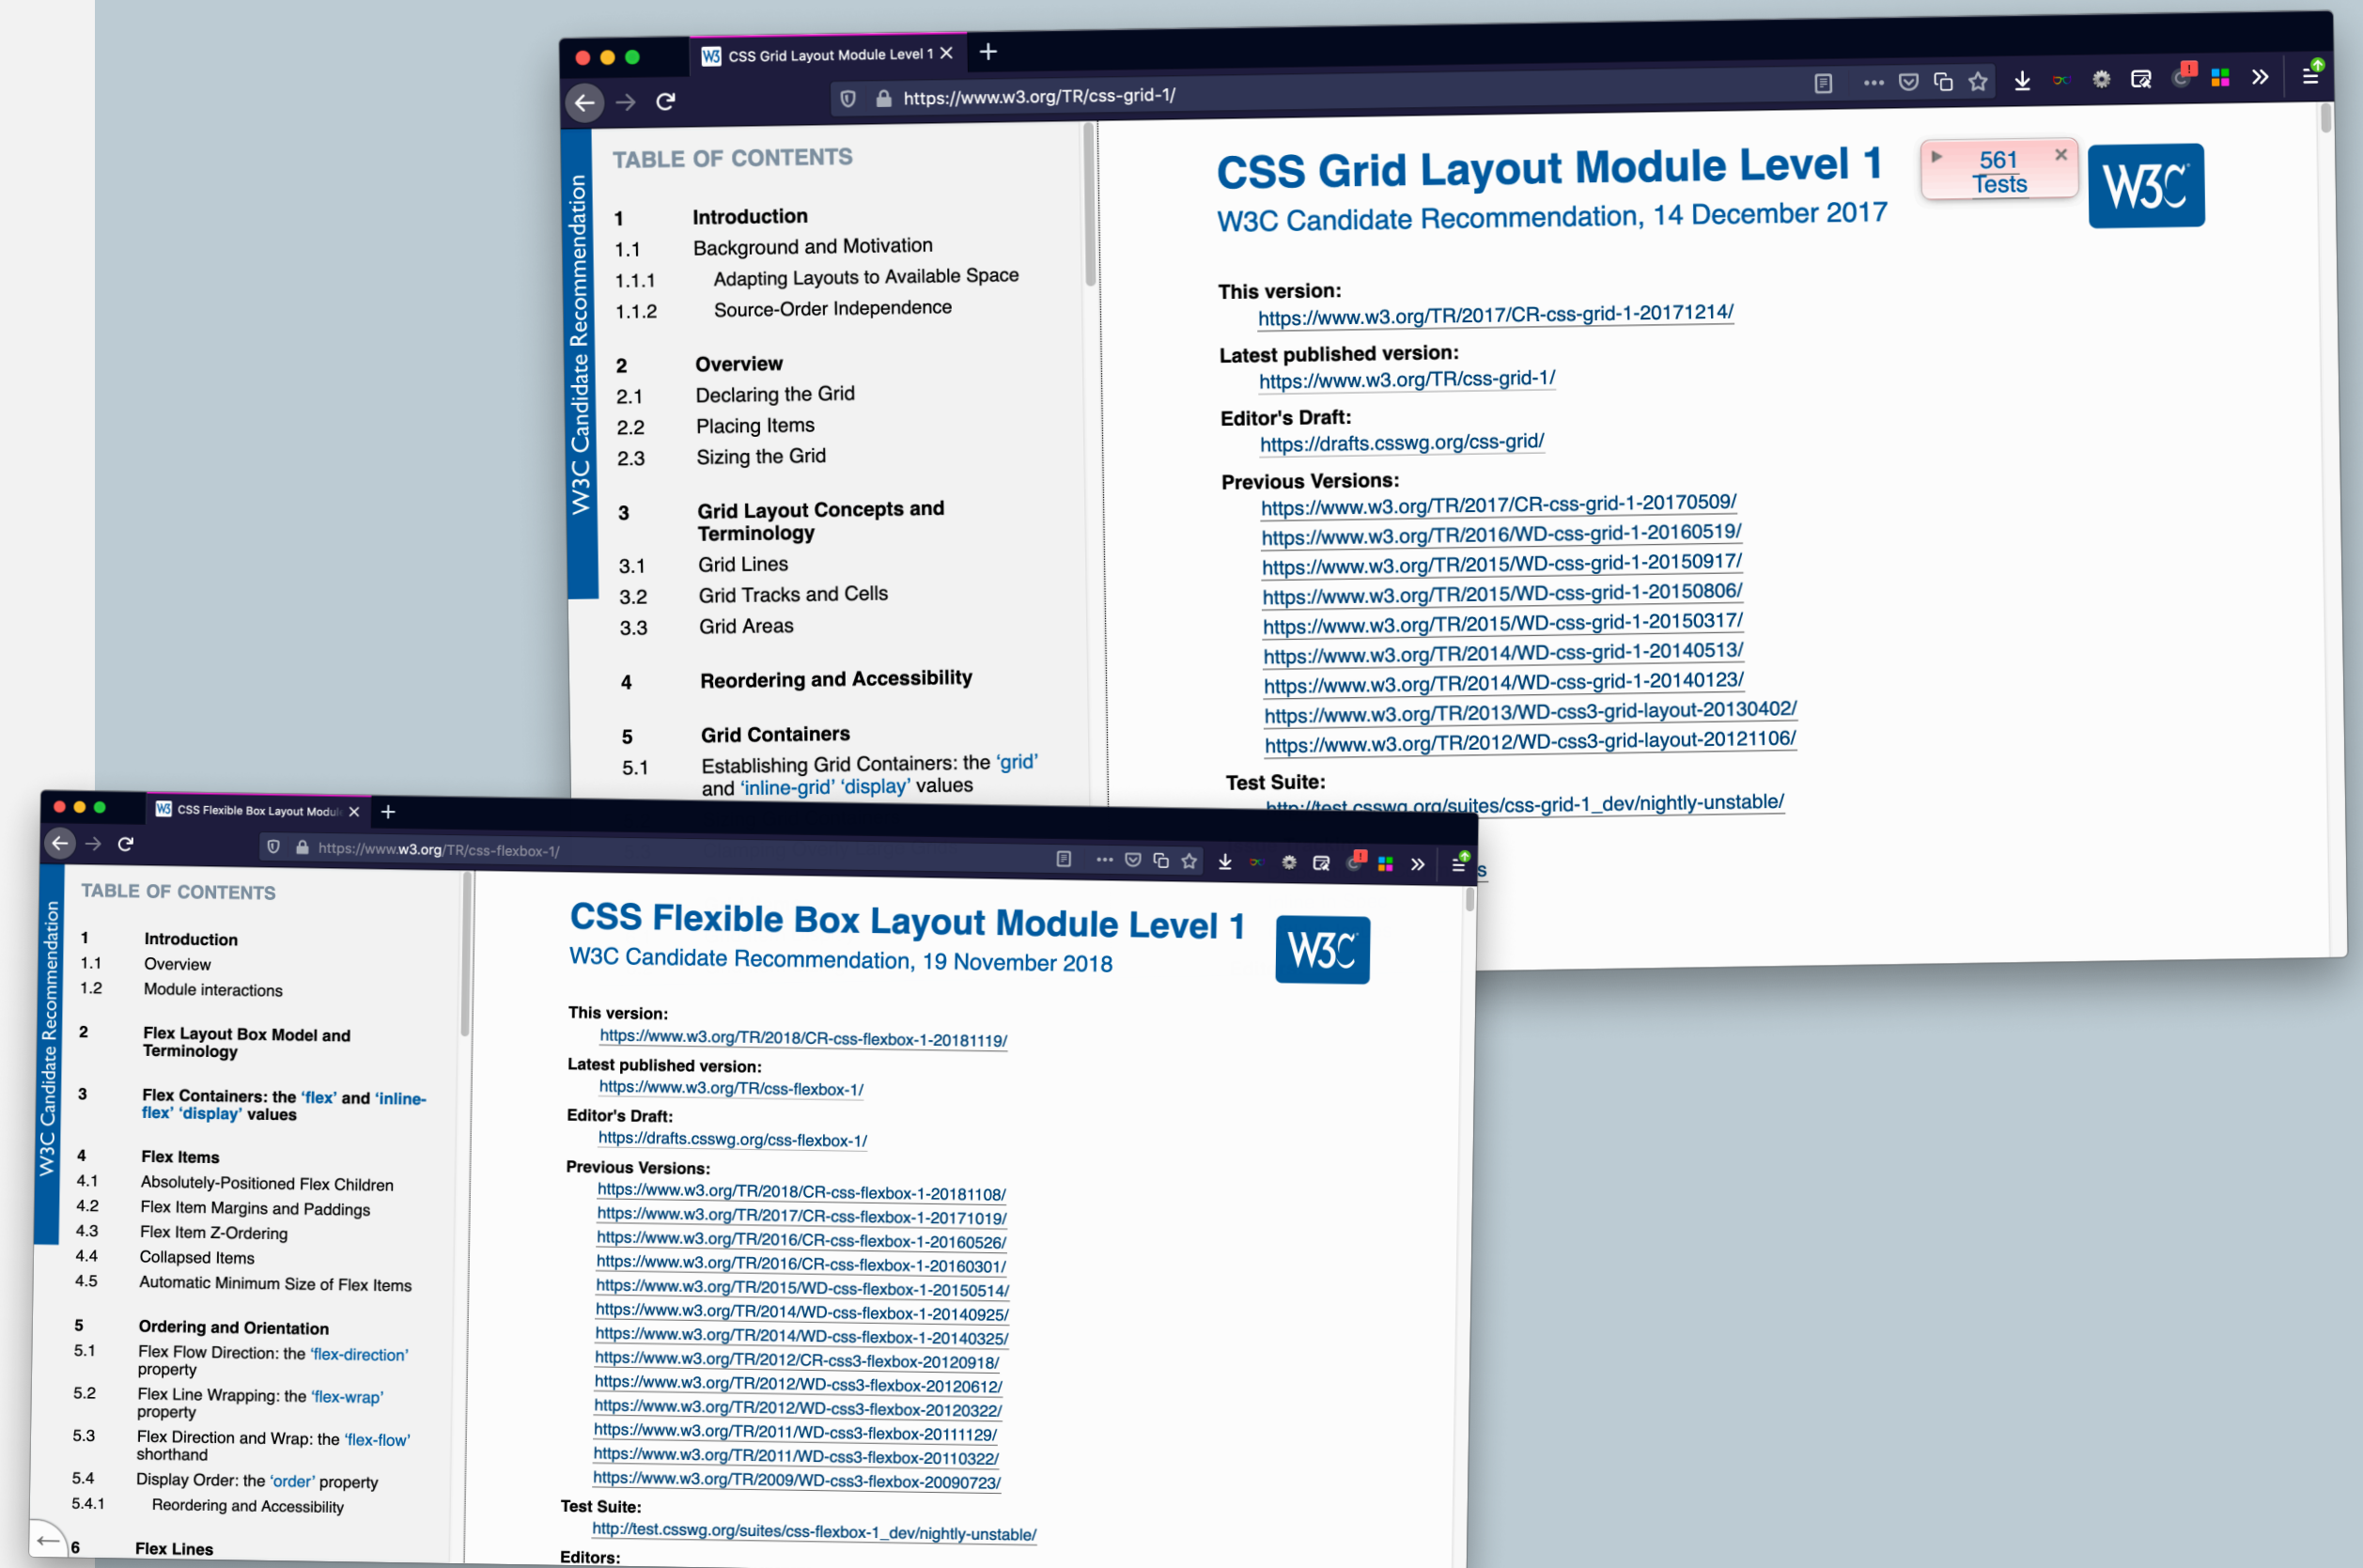 CSS Grid Layout Module Level 1
https://www.w3.org/TR/css-grid-1/
W3C Candidate Recommendation
TABLE OF CONTENTS
1 Introduction
1.1 Background and Motivation
1.1.1 Adapting Layouts to Available Space
1.1.2 Source-Order Independence
2 Overview
2.1 Declaring the Grid
2.2 Placing Items
2.3 Sizing the Grid
3 Grid Layout Concepts and
Terminology
3.1 Grid Lines
3.2 Grid Tracks and Cells
3.3 Grid Areas
4 Reordering and Accessibility
5 Grid Containers
5.1 Establishing Grid Containers: the ‘grid’
and ‘inline-grid’ ‘display’ values
CSS Grid Layout Module Level 1
W3C Candidate Recommendation, 14 December 2017
561
Tests
W3C
This version:
https://www.w3.org/TR/2017/CR-css-grid-1-20171214/
Latest published version:
https://www.w3.org/TR/css-grid-1/
Editor's Draft:
https://drafts.csswg.org/css-grid/
Previous Versions:
https://www.w3.org/TR/2017/CR-css-grid-1-20170509/
https://www.w3.org/TR/2016/WD-css-grid-1-20160519/
https://www.w3.org/TR/2015/WD-css-grid-1-20150917/
https://www.w3.org/TR/2015/WD-css-grid-1-20150806/
https://www.w3.org/TR/2015/WD-css-grid-1-20150317/
https://www.w3.org/TR/2014/WD-css-grid-1-20140513/
https://www.w3.org/TR/2014/WD-css-grid-1-20140123/
https://www.w3.org/TR/2013/WD-css3-grid-layout-20130402/
https://www.w3.org/TR/2012/WD-css3-grid-layout-20121106/
Test Suite:
http://test.csswg.org/suites/css-grid-1_dev/nightly-unstable/
s
CSS Flexible Box Layout Module
https://www.w3.org/TR/css-flexbox-1/
W3C Candidate Recommendation
TABLE OF CONTENTS
1 Introduction
1.1 Overview
1.2 Module interactions
2 Flex Layout Box Model and
Terminology
3 Flex Containers: the ‘flex’ and ‘inline-
flex’ ‘display’ values
4 Flex Items
4.1 Absolutely-Positioned Flex Children
4.2 Flex Item Margins and Paddings
4.3 Flex Item Z-Ordering
4.4 Collapsed Items
4.5 Automatic Minimum Size of Flex Items
5 Ordering and Orientation
5.1 Flex Flow Direction: the ‘flex-direction’
property
5.2 Flex Line Wrapping: the ‘flex-wrap’
property
5.3 Flex Direction and Wrap: the ‘flex-flow’
shorthand
5.4 Display Order: the ‘order’ property
5.4.1 Reordering and Accessibility
6 Flex Lines
CSS Flexible Box Layout Module Level 1
W3C Candidate Recommendation, 19 November 2018
W3C
This version:
https://www.w3.org/TR/2018/CR-css-flexbox-1-20181119/
Latest published version:
https://www.w3.org/TR/css-flexbox-1/
Editor's Draft:
https://drafts.csswg.org/css-flexbox-1/
Previous Versions:
https://www.w3.org/TR/2018/CR-css-flexbox-1-20181108/
https://www.w3.org/TR/2017/CR-css-flexbox-1-20171019/
https://www.w3.org/TR/2016/CR-css-flexbox-1-20160526/
https://www.w3.org/TR/2016/CR-css-flexbox-1-20160301/
https://www.w3.org/TR/2015/WD-css-flexbox-1-20150514/
https://www.w3.org/TR/2014/WD-css-flexbox-1-20140925/
https://www.w3.org/TR/2014/WD-css-flexbox-1-20140325/
https://www.w3.org/TR/2012/CR-css3-flexbox-20120918/
https://www.w3.org/TR/2012/WD-css3-flexbox-20120612/
https://www.w3.org/TR/2012/WD-css3-flexbox-20120322/
https://www.w3.org/TR/2011/WD-css3-flexbox-20111129/
https://www.w3.org/TR/2011/WD-css3-flexbox-20110322/
https://www.w3.org/TR/2009/WD-css3-flexbox-20090723/
Test Suite:
http://test.csswg.org/suites/css-flexbox-1_dev/nightly-unstable/
Editors: